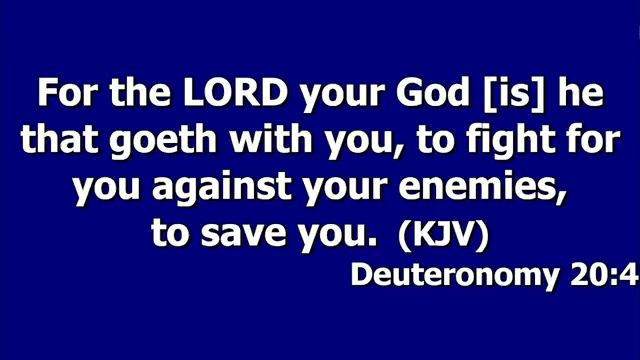 For the LORD your God [is] he
that goeth with you, to fight for
you against your enemies,
to save you. (KJV)
Deuteronomy 20:4